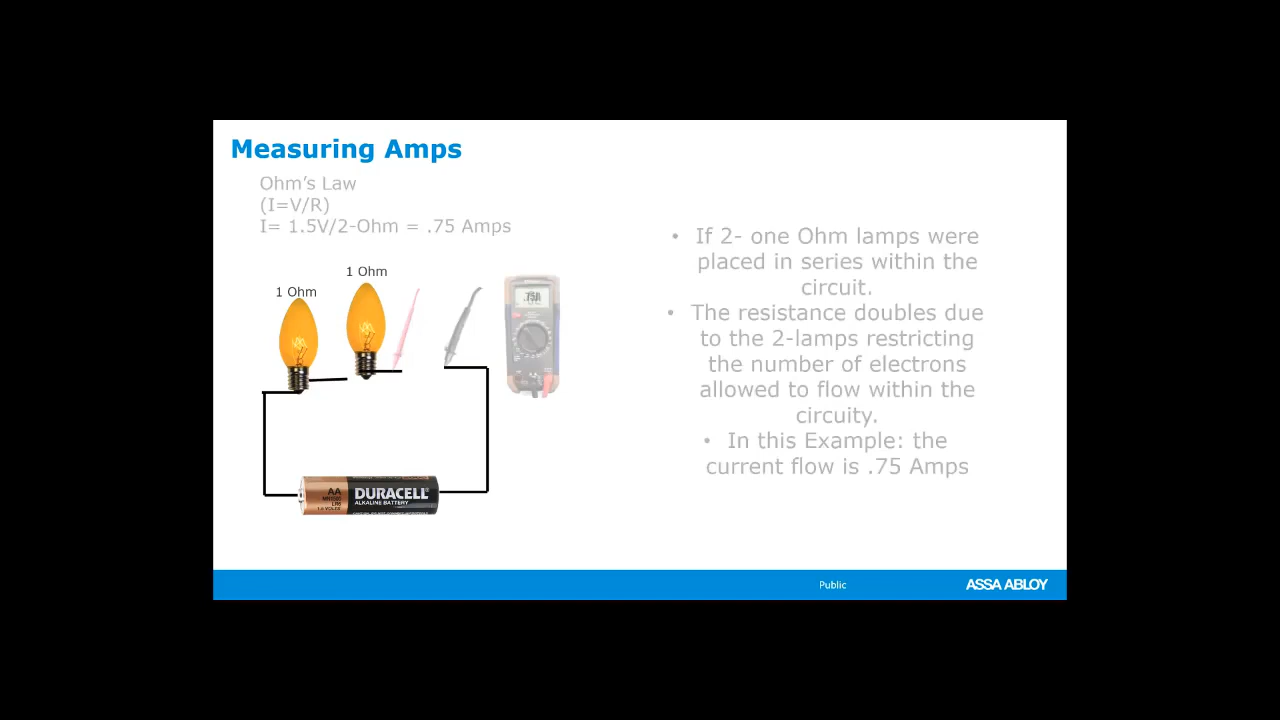 Measuring Amps
Ohm's Law
(I=V/R)
I= 1.5V/2-Ohm = .75 Amps
1 Ohm
1 Ohm
• If 2- one Ohm lamps were
placed in series within the
circuit.
• The resistance doubles due
to the 2-lamps restricting
the number of electrons
allowed to flow within the
circuity.
• In this Example: the
current flow is .75 Amps
AA
DURACELL
ALKALINE BATTERY
Public
ASSA ABLOY